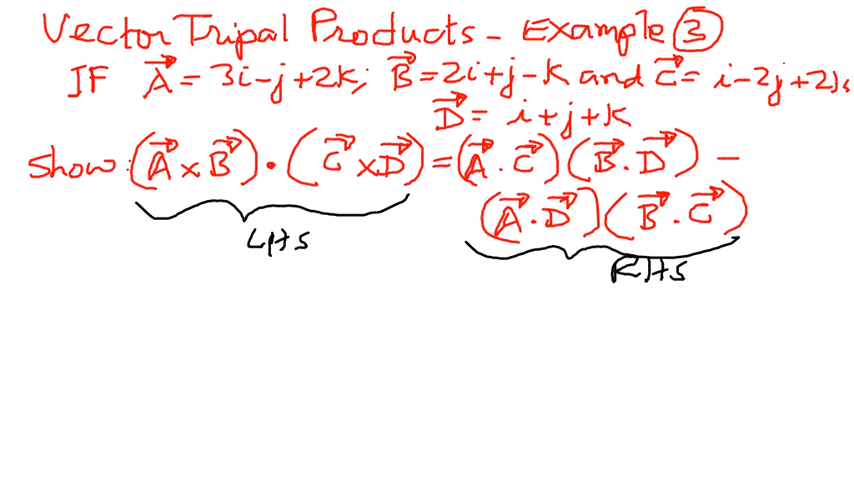 Vector Tripal Products - Example 3
IF A⃗ = 3i-j+2k; B⃗ = 2i+j-k and C⃗ = i-2j+2k
D⃗ = i+j+k
Show: (A⃗ × B⃗) • (C⃗ × D⃗) = (A⃗ . C⃗) (B⃗ . D⃗) -
(A⃗ . D⃗) (B⃗ . C⃗)
LHS
RHS